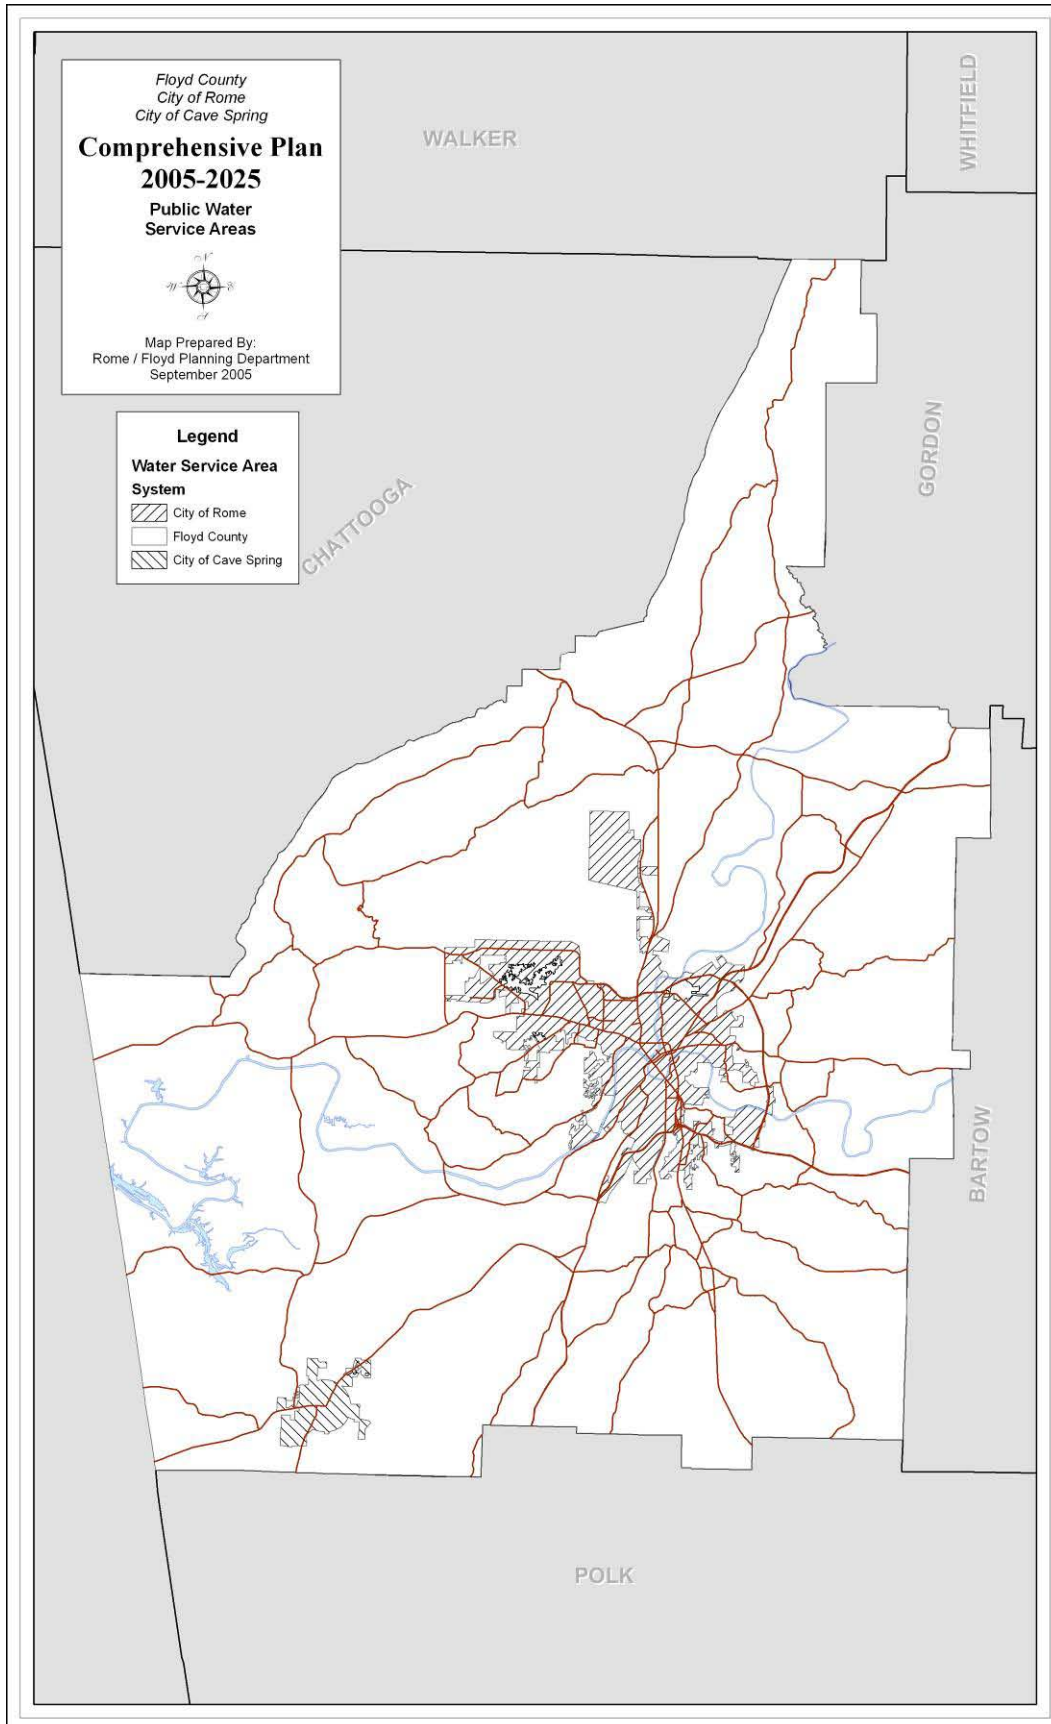 Floyd County
City of Rome
City of Cave Spring
Comprehensive Plan
2005-2025
Public Water
Service Areas
N
W
E
S
Map Prepared By:
Rome / Floyd Planning Department
September 2005
Legend
Water Service Area
System
City of Rome
Floyd County
City of Cave Spring
WALKER
WHITFIELD
CHATTOOGA
GORDON
BARTOW
POLK